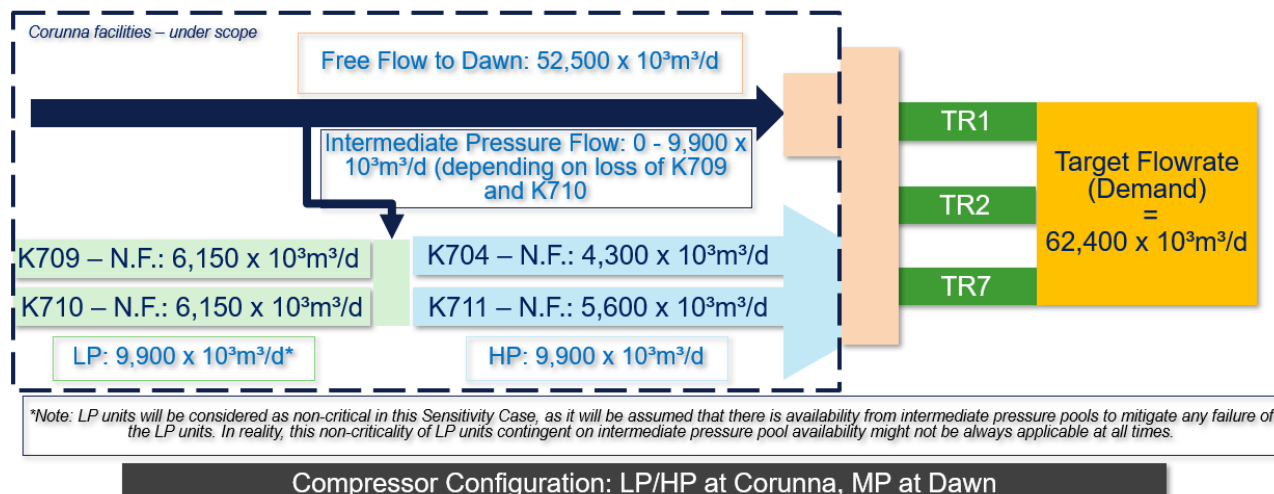 Corunna facilities – under scope
Free Flow to Dawn: 52,500 x 10³m³/d
Intermediate Pressure Flow: 0 - 9,900 x
10³m³/d (depending on loss of K709
and K710
K709 – N.F.: 6,150 x 10³m³/d
K710 – N.F.: 6,150 x 10³m³/d
LP: 9,900 x 10³m³/d*
K704 – N.F.: 4,300 x 10³m³/d
K711 – N.F.: 5,600 x 10³m³/d
HP: 9,900 x 10³m³/d
TR1
TR2
TR7
Target Flowrate
(Demand)
=
62,400 x 10³m³/d
*Note: LP units will be considered as non-critical in this Sensitivity Case, as it will be assumed that there is availability from intermediate pressure pools to mitigate any failure of
the LP units. In reality, this non-criticality of LP units contingent on intermediate pressure pool availability might not be always applicable at all times.
Compressor Configuration: LP/HP at Corunna, MP at Dawn